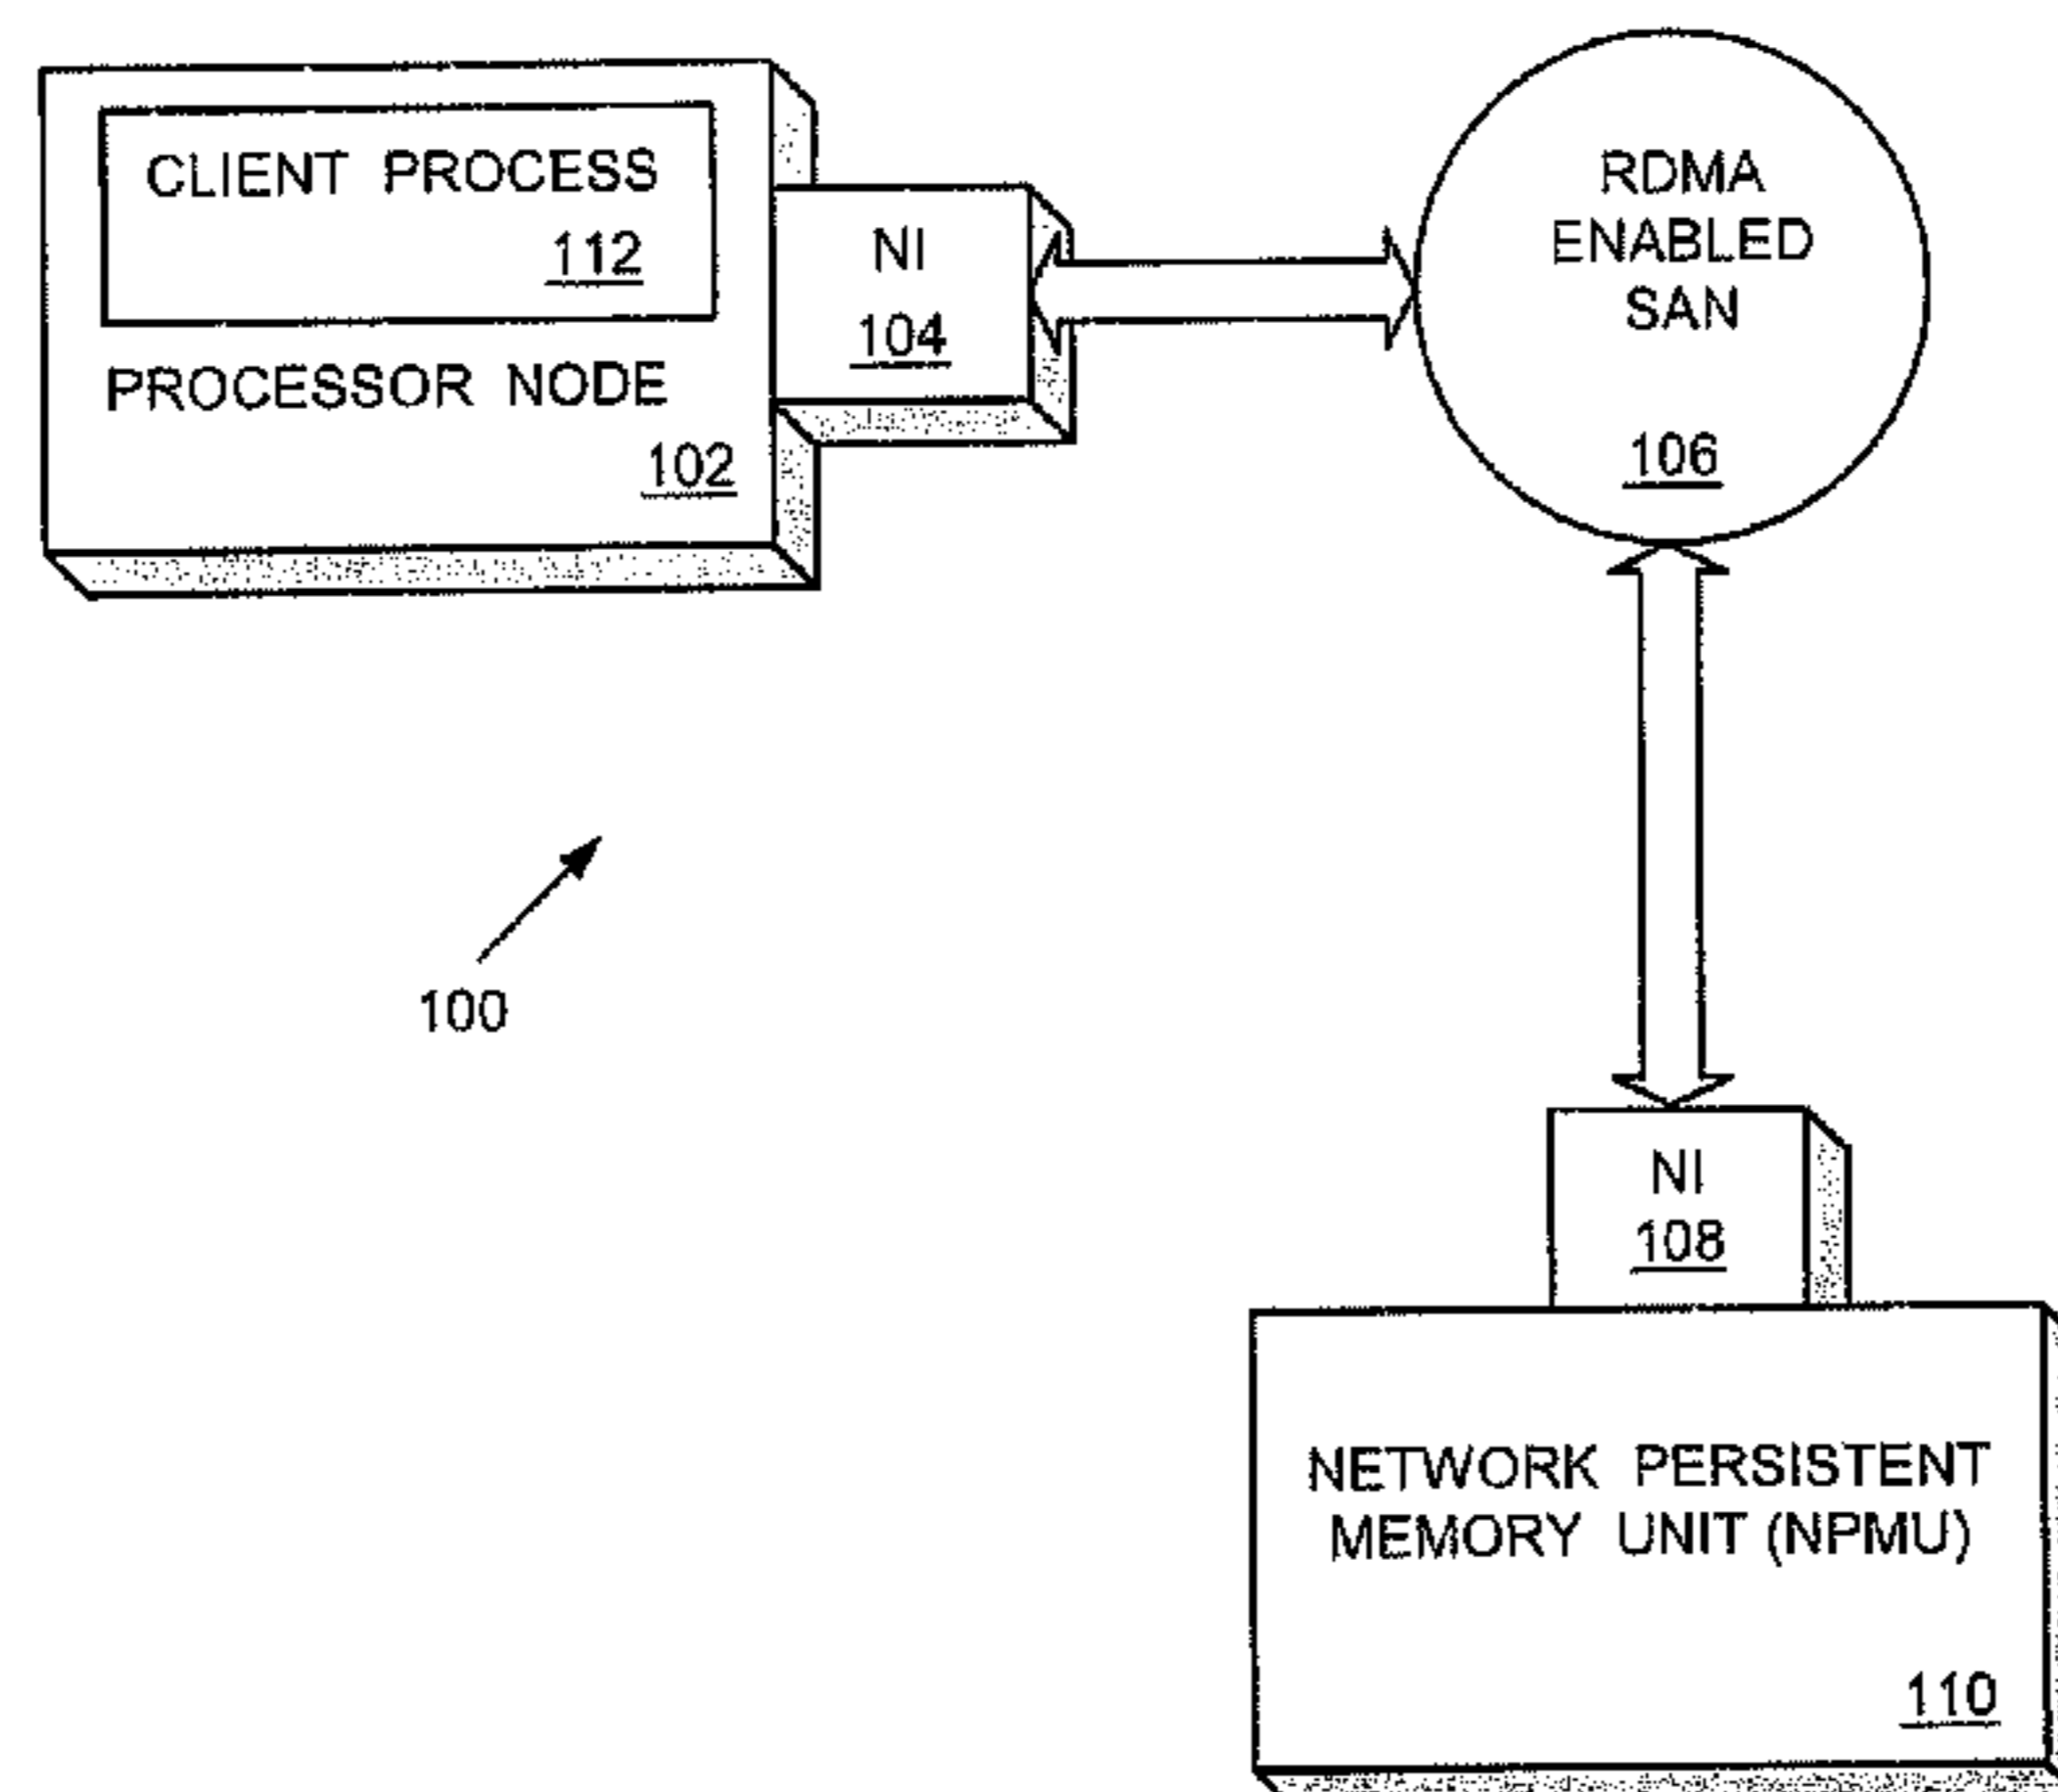 CLIENT PROCESS
112
PROCESSOR NODE
102
NI
104
RDMA
ENABLED
SAN
106
100
NI
108
NETWORK PERSISTENT
MEMORY UNIT (NPMU)
110